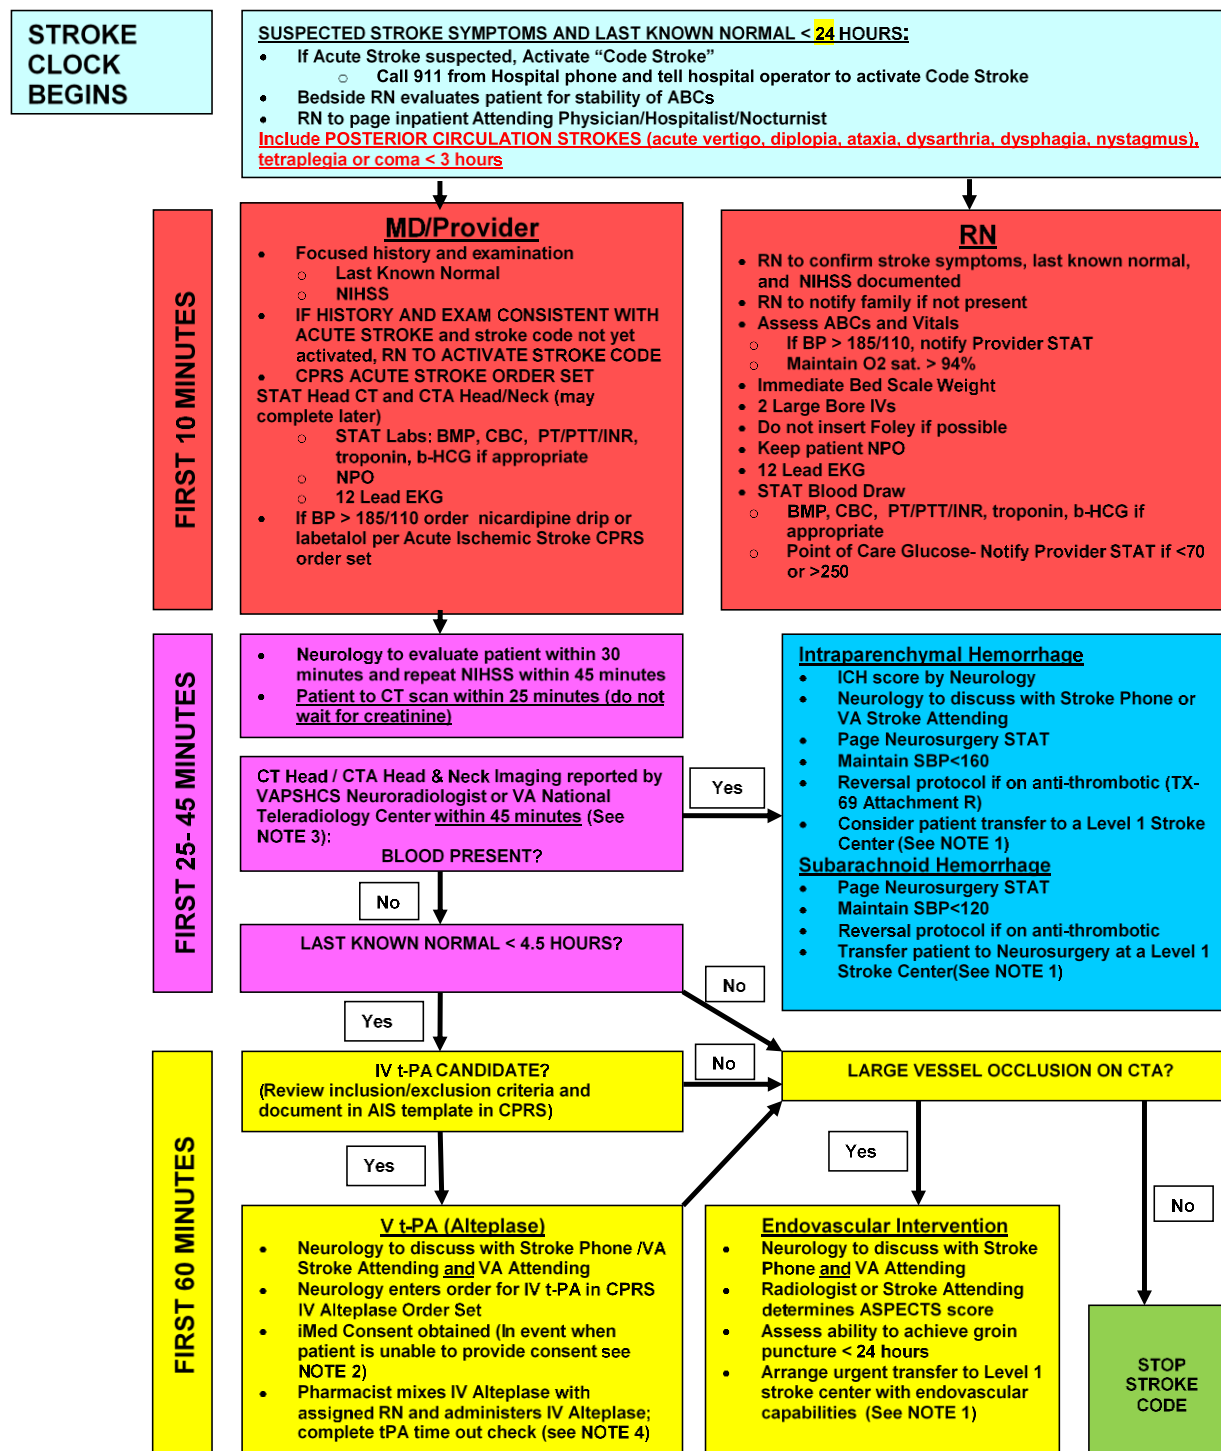 STROKE
CLOCK
BEGINS
SUSPECTED STROKE SYMPTOMS AND LAST KNOWN NORMAL < 24 HOURS:
• If Acute Stroke suspected, Activate “Code Stroke”
○ Call 911 from Hospital phone and tell hospital operator to activate Code Stroke
• Bedside RN evaluates patient for stability of ABCs
• RN to page inpatient Attending Physician/Hospitalist/Nocturnist
Include POSTERIOR CIRCULATION STROKES (acute vertigo, diplopia, ataxia, dysarthria, dysphagia, nystagmus),
tetraplegia or coma < 3 hours
FIRST 10 MINUTES
MD/Provider
• Focused history and examination
○ Last Known Normal
○ NIHSS
• IF HISTORY AND EXAM CONSISTENT WITH
ACUTE STROKE and stroke code not yet
activated, RN TO ACTIVATE STROKE CODE
• CPRS ACUTE STROKE ORDER SET
STAT Head CT and CTA Head/Neck (may
complete later)
○ STAT Labs: BMP, CBC, PT/PTT/INR,
troponin, b-HCG if appropriate
○ NPO
○ 12 Lead EKG
• If BP > 185/110 order nicardipine drip or
labetalol per Acute Ischemic Stroke CPRS
order set
RN
• RN to confirm stroke symptoms, last known normal,
and NIHSS documented
• RN to notify family if not present
• Assess ABCs and Vitals
○ If BP > 185/110, notify Provider STAT
○ Maintain O2 sat. > 94%
• Immediate Bed Scale Weight
• 2 Large Bore IVs
• Do not insert Foley if possible
• Keep patient NPO
• 12 Lead EKG
• STAT Blood Draw
○ BMP, CBC, PT/PTT/INR, troponin, b-HCG if
appropriate
○ Point of Care Glucose- Notify Provider STAT if <70
or >250
FIRST 25- 45 MINUTES
• Neurology to evaluate patient within 30
minutes and repeat NIHSS within 45 minutes
• Patient to CT scan within 25 minutes (do not
wait for creatinine)
CT Head / CTA Head & Neck Imaging reported by
VAPSHCS Neuroradiologist or VA National
Teleradiology Center within 45 minutes (See
NOTE 3):
BLOOD PRESENT?
Yes
No
Intraparenchymal Hemorrhage
• ICH score by Neurology
• Neurology to discuss with Stroke Phone or
VA Stroke Attending
• Page Neurosurgery STAT
• Maintain SBP<160
• Reversal protocol if on anti-thrombotic (TX-
69 Attachment R)
• Consider patient transfer to a Level 1 Stroke
Center (See NOTE 1)
Subarachnoid Hemorrhage
• Page Neurosurgery STAT
• Maintain SBP<120
• Reversal protocol if on anti-thrombotic
• Transfer patient to Neurosurgery at a Level 1
Stroke Center(See NOTE 1)
LAST KNOWN NORMAL < 4.5 HOURS?
No
Yes
FIRST 60 MINUTES
IV t-PA CANDIDATE?
(Review inclusion/exclusion criteria and
document in AIS template in CPRS)
No
LARGE VESSEL OCCLUSION ON CTA?
Yes
Yes
No
V t-PA (Alteplase)
• Neurology to discuss with Stroke Phone /VA
Stroke Attending and VA Attending
• Neurology enters order for IV t-PA in CPRS
IV Alteplase Order Set
• iMed Consent obtained (In event when
patient is unable to provide consent see
NOTE 2)
• Pharmacist mixes IV Alteplase with
assigned RN and administers IV Alteplase;
complete tPA time out check (see NOTE 4)
Endovascular Intervention
• Neurology to discuss with Stroke
Phone and VA Attending
• Radiologist or Stroke Attending
determines ASPECTS score
• Assess ability to achieve groin
puncture < 24 hours
• Arrange urgent transfer to Level 1
stroke center with endovascular
capabilities (See NOTE 1)
STOP
STROKE
CODE